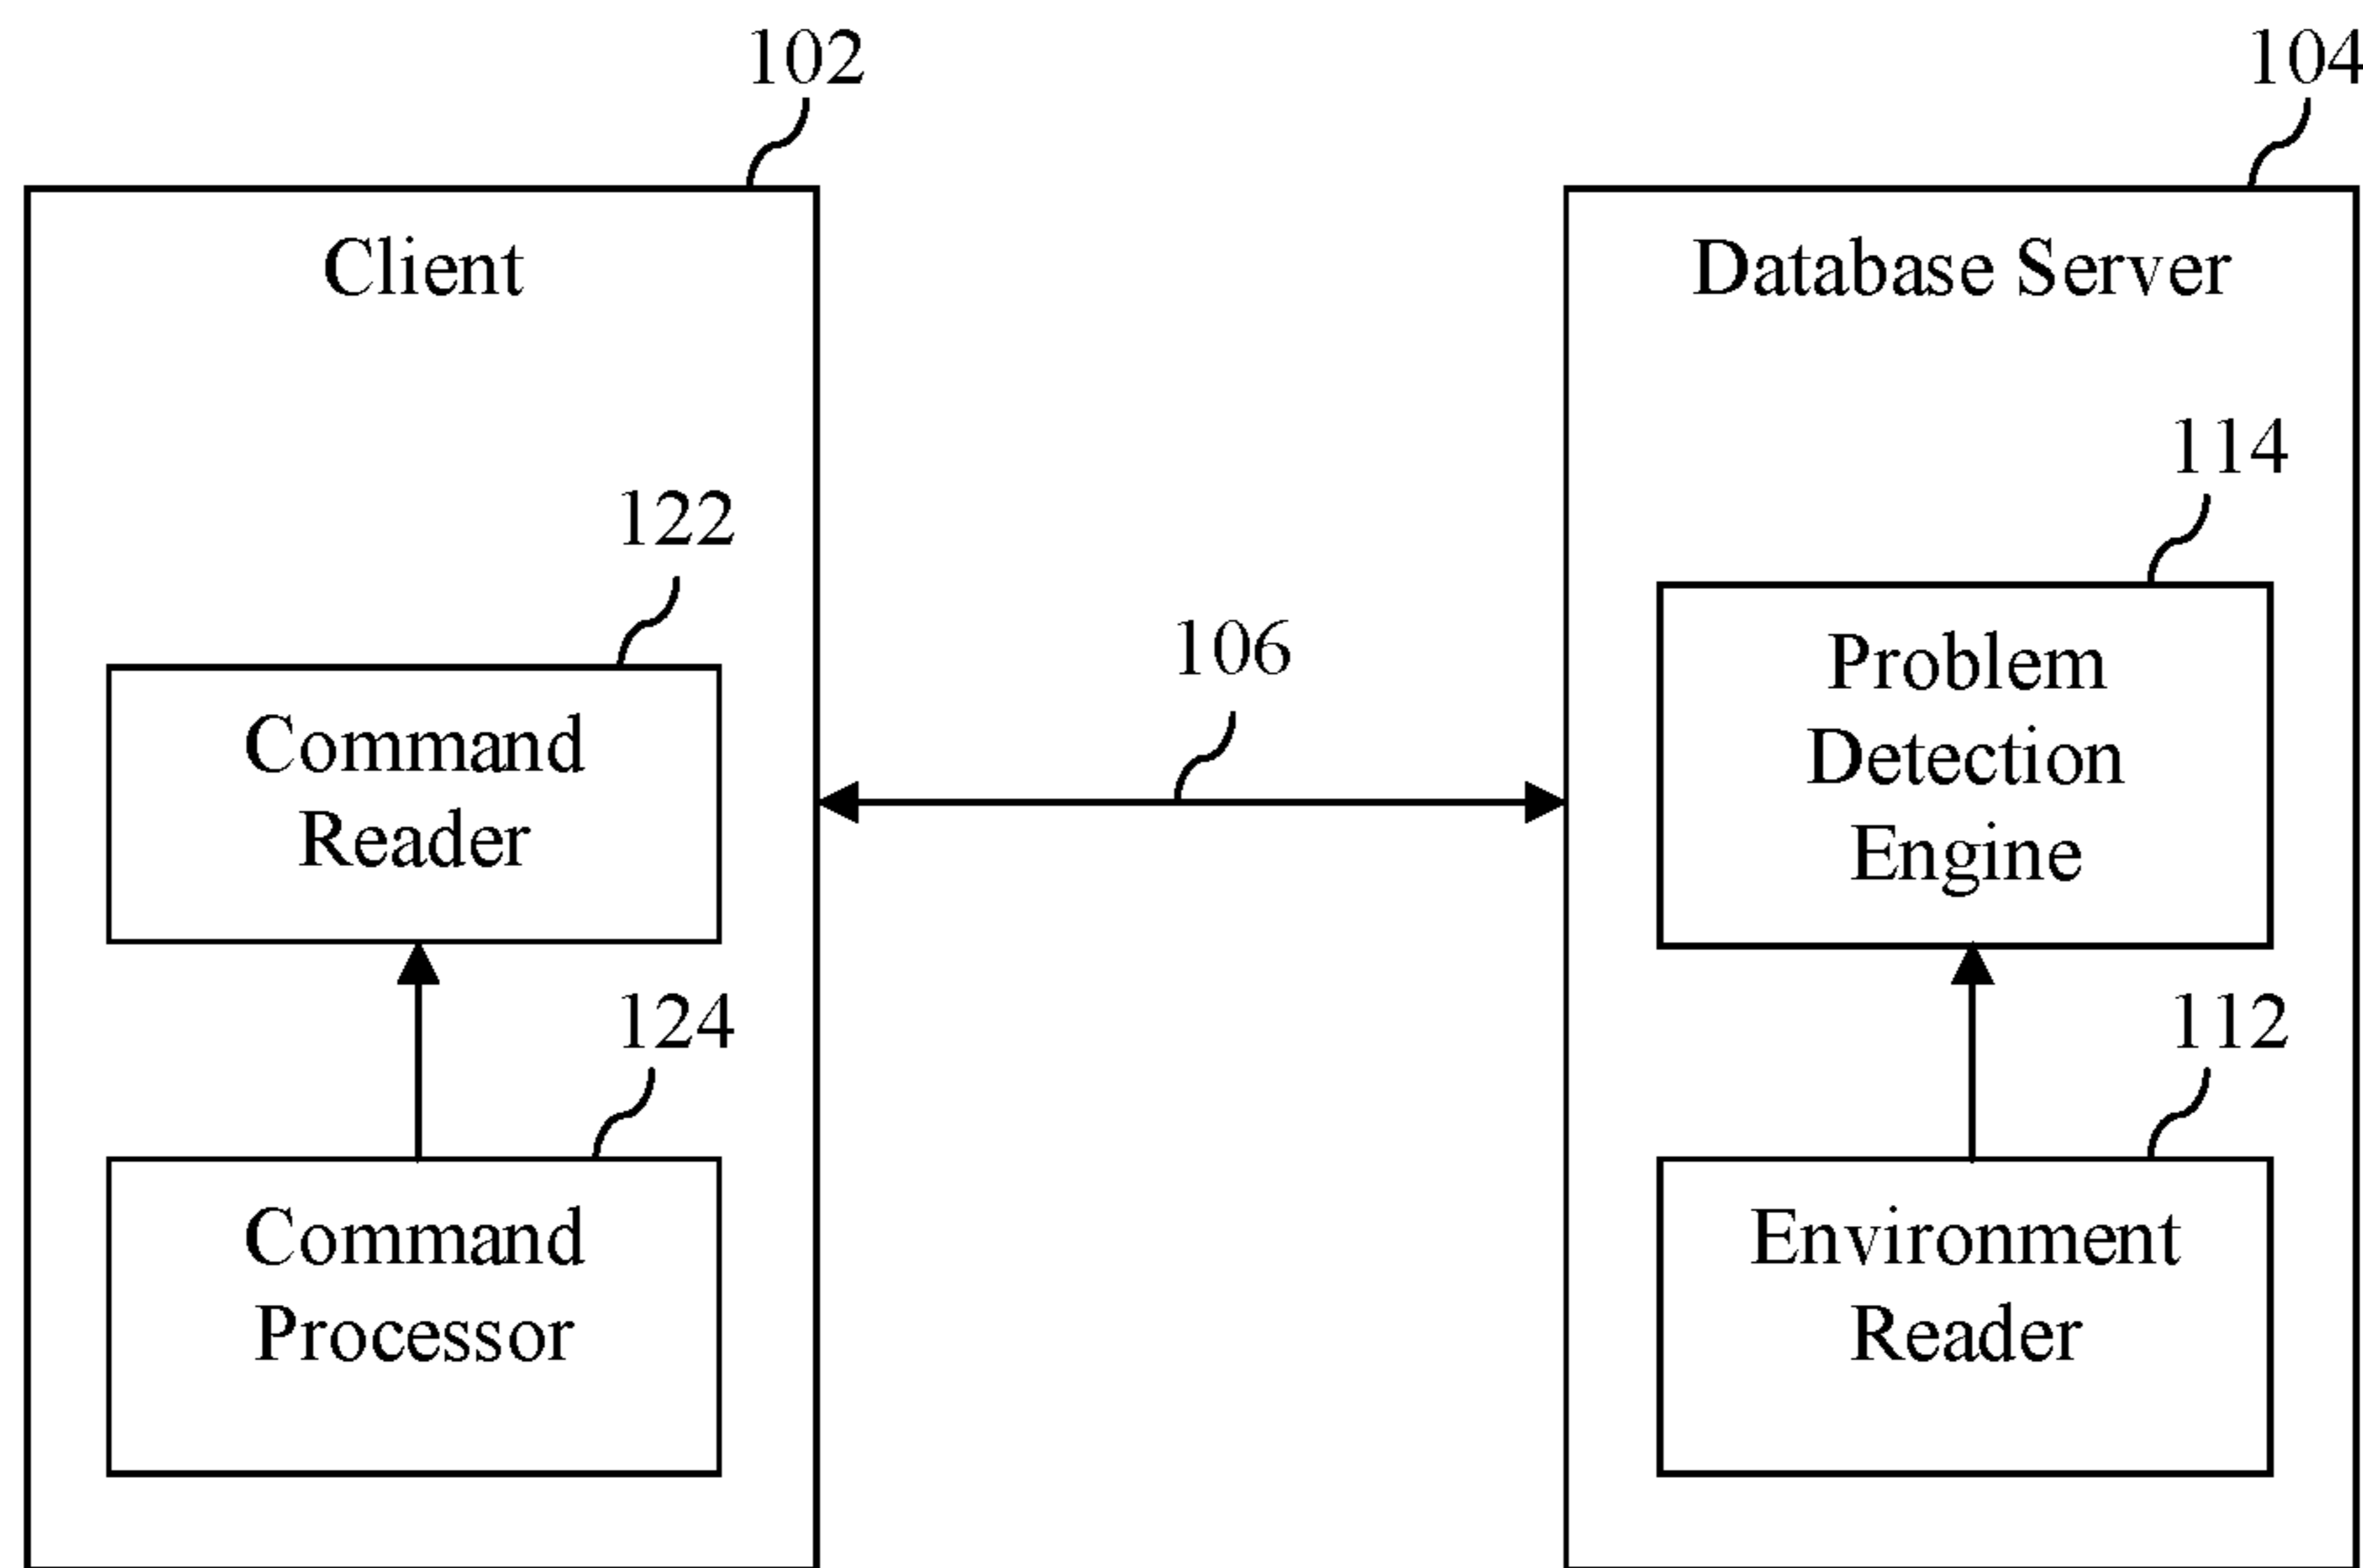 102
104
Client
Database Server
114
122
106
Problem
Detection
Engine
Command
Reader
124
112
Command
Processor
Environment
Reader